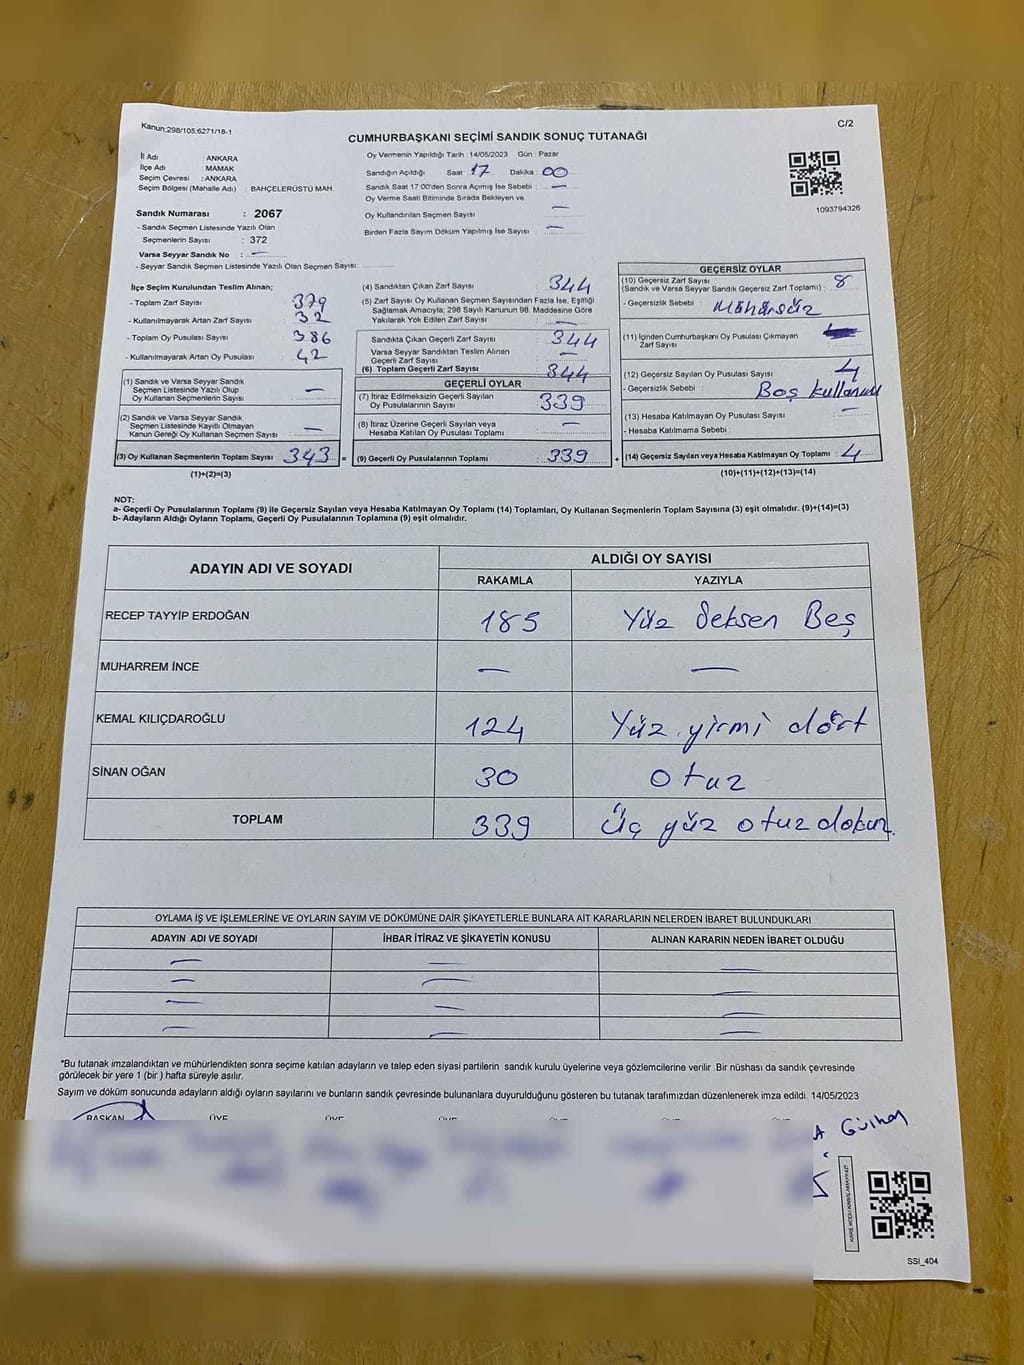 Kanun;298/105;6271/18-1
C/2
CUMHURBAŞKANI SEÇİMİ SANDIK SONUÇ TUTANAĞI
İl Adı : ANKARA
İlçe Adı : MAMAK
Seçim Çevresi : ANKARA
Seçim Bölgesi (Mahalle Adı) : BAHÇELERÜSTÜ MAH.
Sandık Numarası : 2067
- Sandık Seçmen Listesinde Yazılı Olan
Seçmenlerin Sayısı : 372
Varsa Seyyar Sandık No : —
- Seyyar Sandık Seçmen Listesinde Yazılı Olan Seçmen Sayısı:
Oy Vermenin Yapıldığı Tarih :14/05/2023 Gün : Pazar
Sandığın Açıldığı Saat : 17 Dakika : 00
Sandık Saat 17.00'den Sonra Açımış İse Sebebi : —
Oy Verme Saati Bitiminde Sırada Bekleyen ve
Oy Kullandırılan Seçmen Sayısı —
Birden Fazla Sayım Döküm Yapılmış İse Sayısı : —
1093794326
İlçe Seçim Kurulundan Teslim Alınan;
- Toplam Zarf Sayısı 379
- Kullanılmayarak Artan Zarf Sayısı : 32
- Toplam Oy Pusulası Sayısı : 386
- Kullanılmayarak Artan Oy Pusulası : 42
(1) Sandık ve Varsa Seyyar Sandık
Seçmen Listesinde Yazılı Olup
Oy Kullanan Seçmenlerin Sayısı : —
(2) Sandık ve Varsa Seyyar Sandık
Seçmen Listesinde Kayıtlı Olmayan
Kanun Gereği Oy Kullanan Seçmen Sayısı : —
(3) Oy Kullanan Seçmenlerin Toplam Sayısı : 343 =
(1)+(2)=(3)
(4) Sandıktan Çıkan Zarf Sayısı : 344
(5) Zarf Sayısı Oy Kullanan Seçmen Sayısından Fazla İse, Eşitliği
Sağlamak Amacıyla; 298 Sayılı Kanunun 98. Maddesine Göre
Yakılarak Yok Edilen Zarf Sayısı : —
Sandıkta Çıkan Geçerli Zarf Sayısı : 344
Varsa Seyyar Sandıktan Teslim Alınan
Geçerli Zarf Sayısı : —
(6) Toplam Geçerli Zarf Sayısı : 344
GEÇERLİ OYLAR
(7) İtiraz Edilmeksizin Geçerli Sayılan
Oy Pusulalarının Sayısı : 339
(8) İtiraz Üzerine Geçerli Sayılan veya
Hesaba Katılan Oy Pusulası Toplamı : —
(9) Geçerli Oy Pusulalarının Toplamı : 339 +
GEÇERSİZ OYLAR
(10) Geçersiz Zarf Sayısı
(Sandık ve Varsa Seyyar Sandık Geçersiz Zarf Toplamı) : 8
- Geçersizlik Sebebi : Mühürsüz
(11) İçinden Cumhurbaşkanı Oy Pusulası Çıkmayan
Zarf Sayısı
(12) Geçersiz Sayılan Oy Pusulası Sayısı : 4
- Geçersizlik Sebebi : Boş kullanım
(13) Hesaba Katılmayan Oy Pusulası Sayısı : —
- Hesaba Katılmama Sebebi :
(14) Geçersiz Sayılan veya Hesaba Katılmayan Oy Toplamı : 4
(10)+(11)+(12)+(13)=(14)
NOT:
a- Geçerli Oy Pusulalarının Toplamı (9) ile Geçersiz Sayılan veya Hesaba Katılmayan Oy Toplamı (14) Toplamları, Oy Kullanan Seçmenlerin Toplam Sayısına (3) eşit olmalıdır. (9)+(14)=(3)
b- Adayların Aldığı Oyların Toplamı, Geçerli Oy Pusulalarının Toplamına (9) eşit olmalıdır.
ADAYIN ADI VE SOYADI
ALDIĞI OY SAYISI
RAKAMLA YAZIYLA
RECEP TAYYİP ERDOĞAN 185 Yüz Seksen Beş
MUHARREM İNCE — —
KEMAL KILIÇDAROĞLU 124 Yüz yirmi dört
SİNAN OĞAN 30 otuz
TOPLAM 339 Üç yüz otuz dokuz
OYLAMA İŞ VE İŞLEMLERİNE VE OYLARIN SAYIM VE DÖKÜMÜNE DAİR ŞİKAYETLERLE BUNLARA AİT KARARLARIN NELERDEN İBARET BULUNDUKLARI
ADAYIN ADI VE SOYADI İHBAR İTİRAZ VE ŞİKAYETİN KONUSU ALINAN KARARIN NEDEN İBARET OLDUĞU
— — —
— — —
— — —
— — —
*Bu tutanak imzalandıktan ve mühürlendikten sonra seçime katılan adayların ve talep eden siyasi partilerin sandık kurulu üyelerine veya gözlemcilerine verilir .Bir nüshası da sandık çevresinde
görülecek bir yere 1 (bir ) hafta süreyle asılır.
Sayım ve döküm sonucunda adayların aldığı oyların sayılarını ve bunların sandık çevresinde bulunanlara duyurulduğunu gösteren bu tutanak tarafımızdan düzenlenerek imza edildi. 14/05/2023
BAŞKAN ÜYE ÜYE ÜYE ÜYE ÜYE
SSİ_404